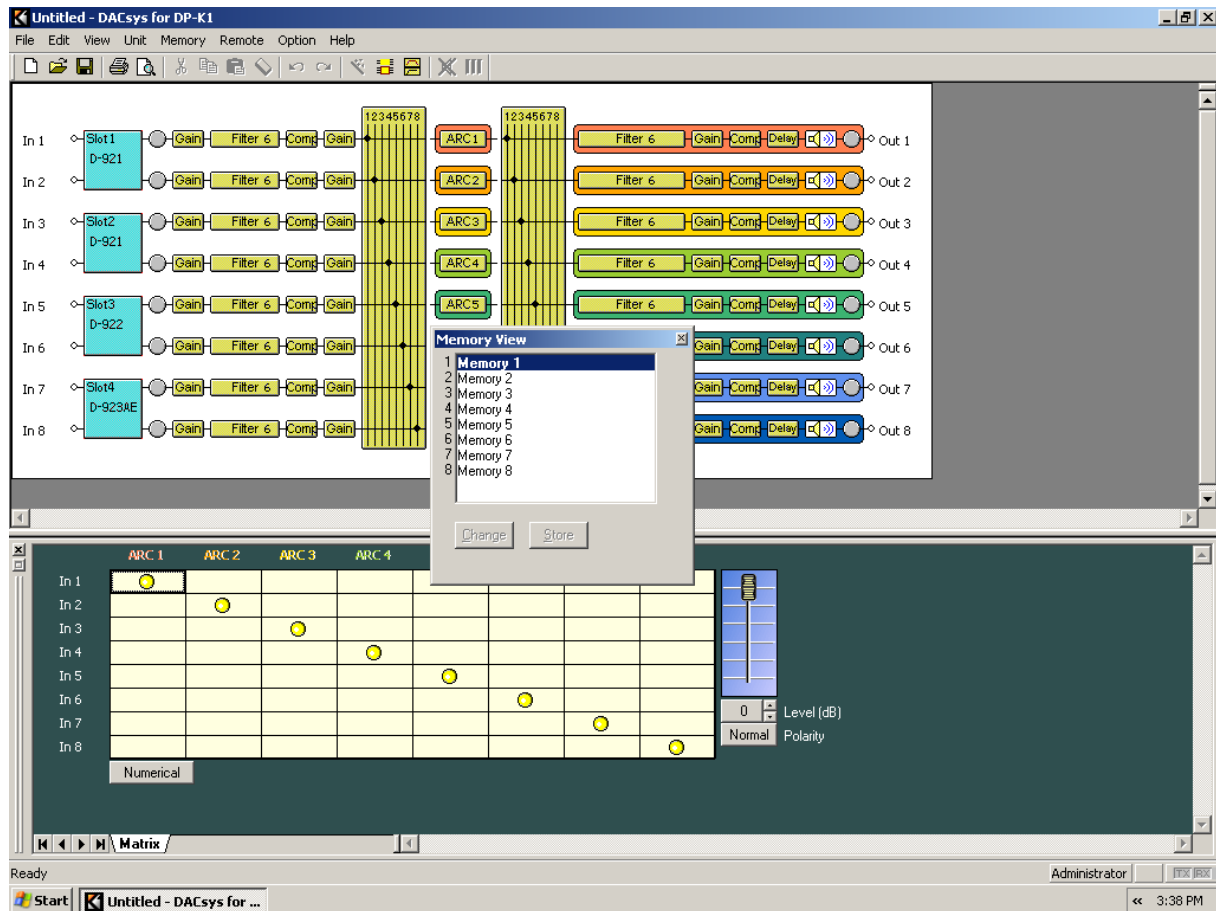 Untitled - DACsys for DP-K1
File Edit View Unit Memory Remote Option Help
12345678 12345678
In 1 Slot1 Gain Filter 6 Comp Gain ARC1 Filter 6 Gain Comp Delay Out 1
D-921
In 2 Gain Filter 6 Comp Gain ARC2 Filter 6 Gain Comp Delay Out 2
In 3 Slot2 Gain Filter 6 Comp Gain ARC3 Filter 6 Gain Comp Delay Out 3
D-921
In 4 Gain Filter 6 Comp Gain ARC4 Filter 6 Gain Comp Delay Out 4
In 5 Slot3 Gain Filter 6 Comp Gain ARC5 Filter 6 Gain Comp Delay Out 5
D-922
In 6 Gain Filter 6 Comp Gain Gain Comp Delay Out 6
In 7 Slot4 Gain Filter 6 Comp Gain Gain Comp Delay Out 7
D-923AE
In 8 Gain Filter 6 Comp Gain Gain Comp Delay Out 8
Memory View
1 Memory 1
2 Memory 2
3 Memory 3
4 Memory 4
5 Memory 5
6 Memory 6
7 Memory 7
8 Memory 8
Change Store
ARC 1 ARC 2 ARC 3 ARC 4
In 1
In 2
In 3
In 4
In 5
In 6
In 7
In 8
0 Level (dB)
Normal Polarity
Numerical
Matrix
Ready Administrator TX RX
Start Untitled - DACsys for ... « 3:38 PM